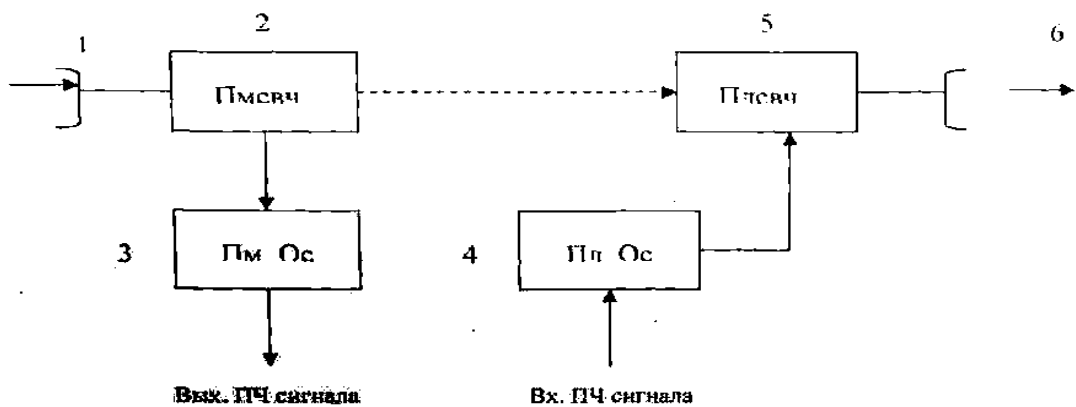 1
2
5
6
Пмсвч
Плсвч
3
Пм Ос
4
Пл Ос
Вых. ПЧ сигнала
Вх. ПЧ сигнала